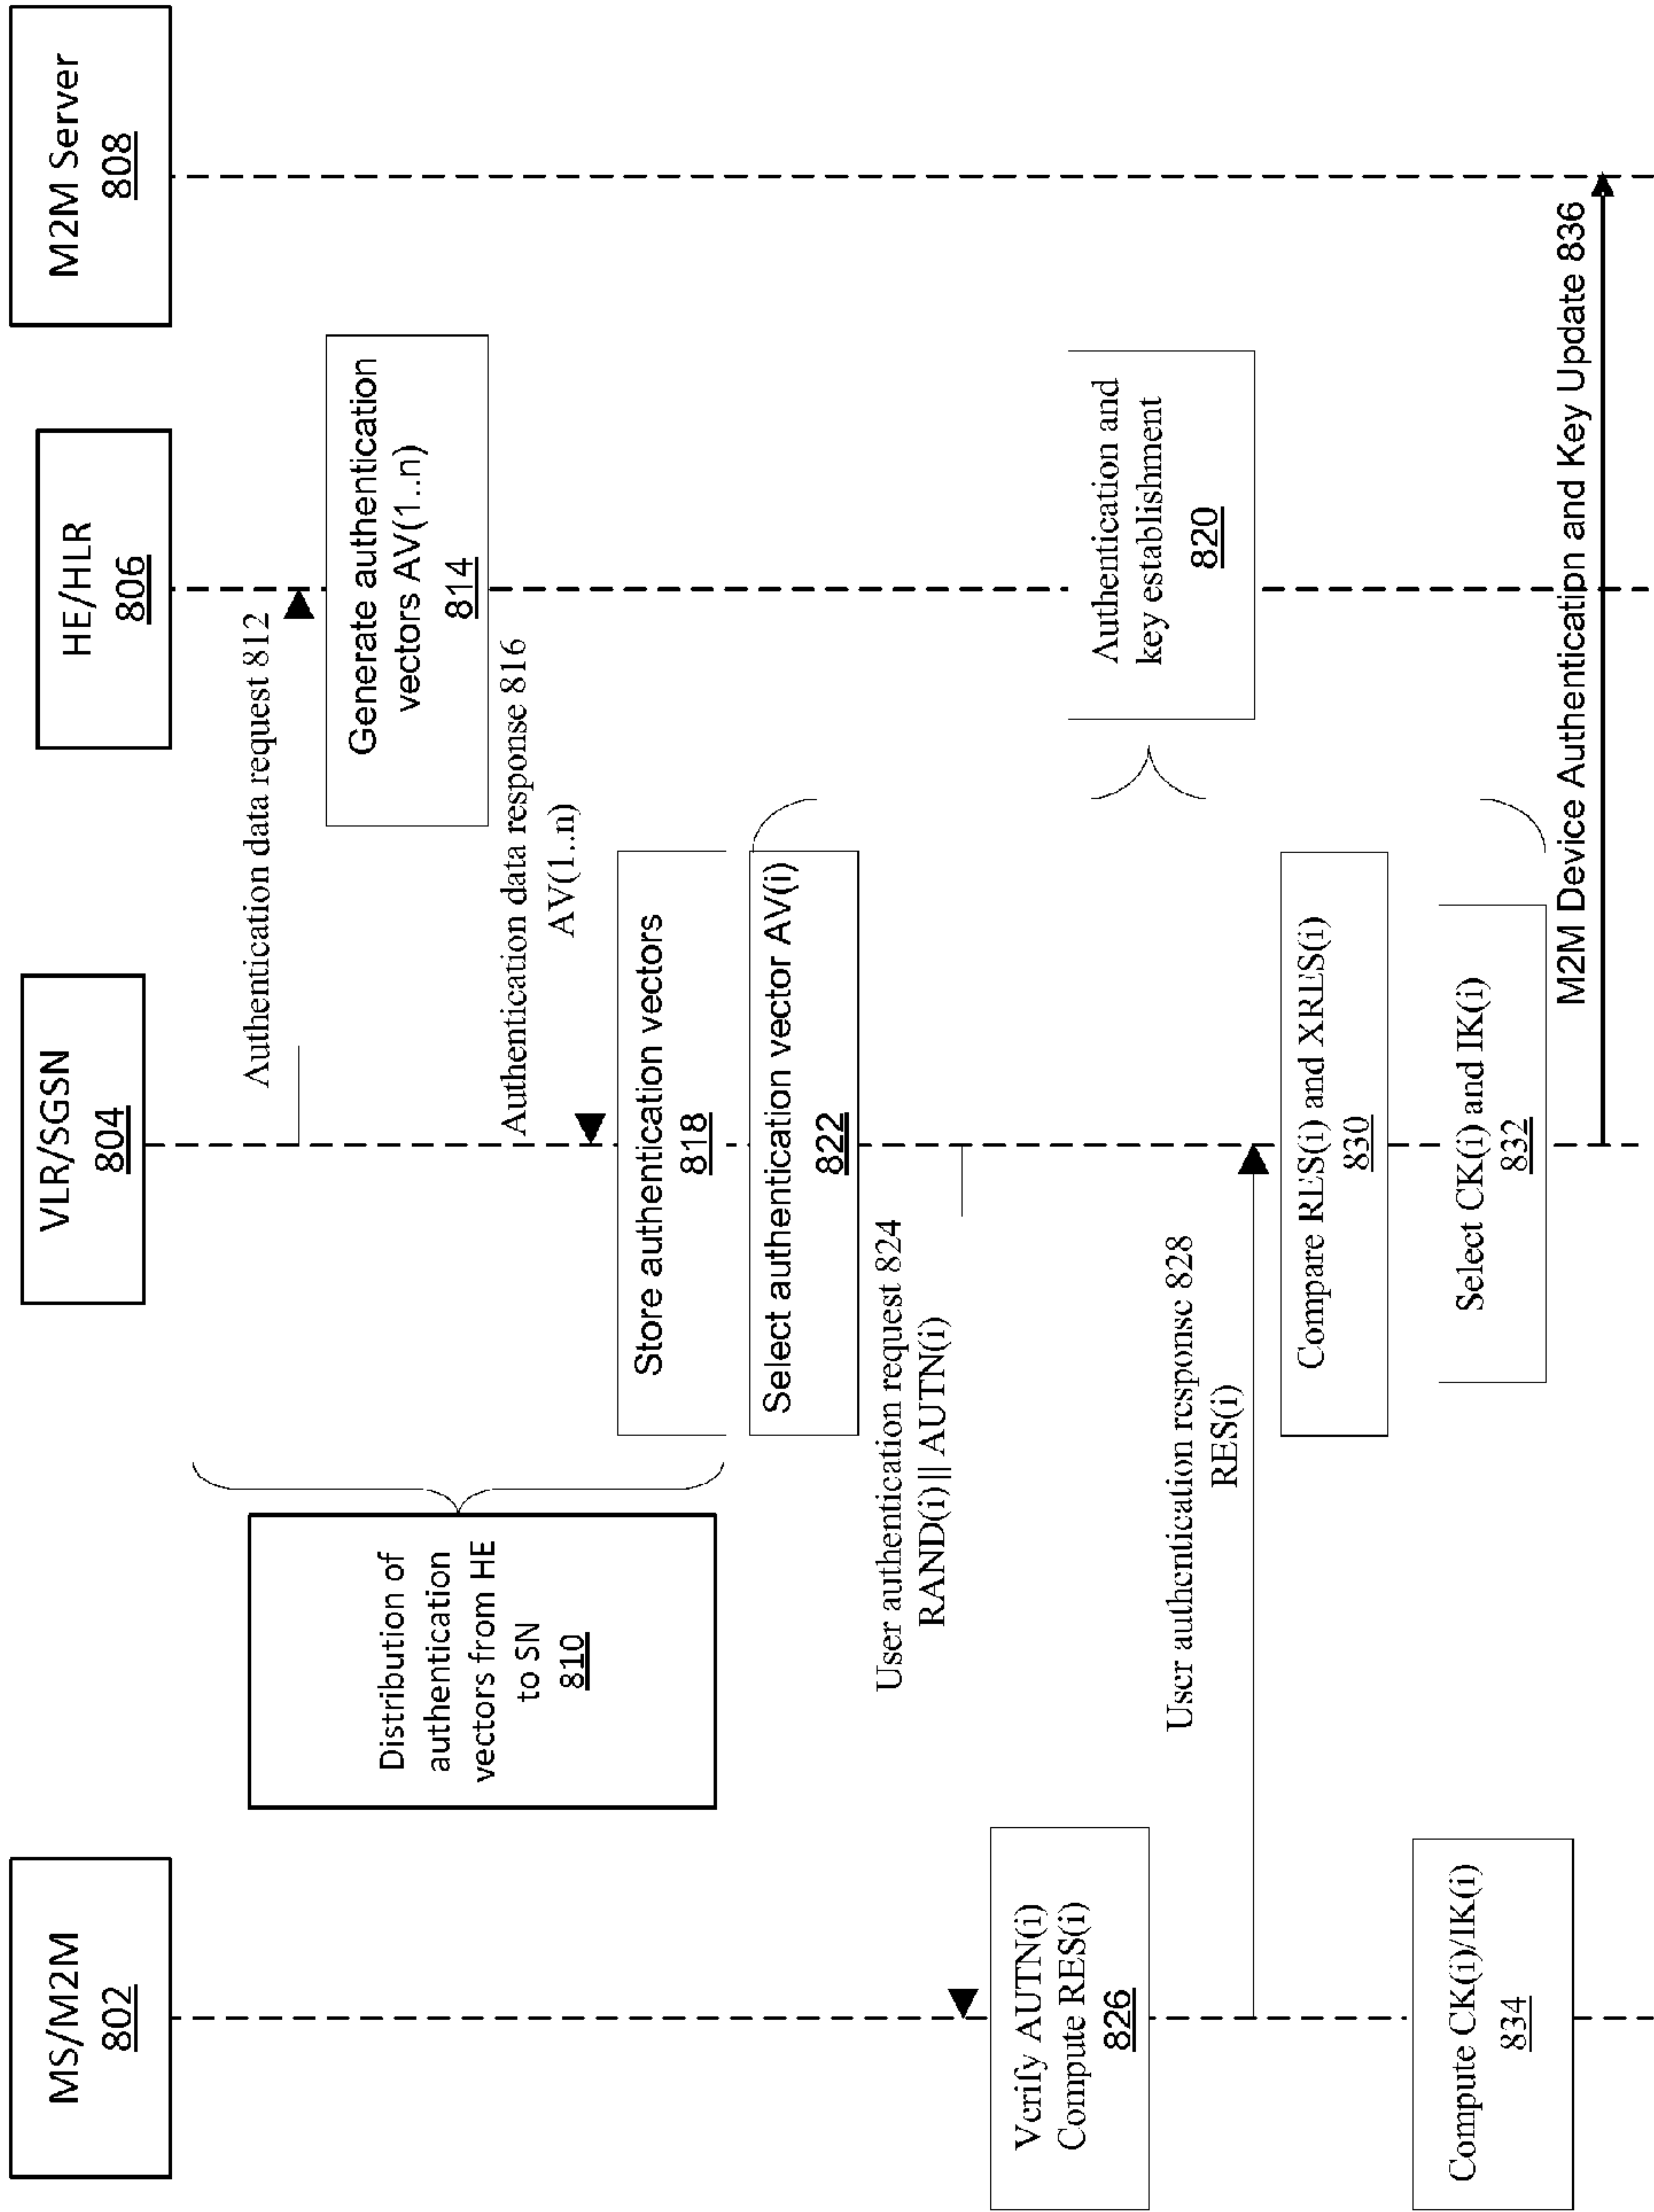 MS/M2M
802
VLR/SGSN
804
HE/HLR
806
M2M Server
808
Authentication data request 812
Distribution of
authentication
vectors from HE
to SN
810
Generate authentication
vectors AV(1..n)
814
Authentication data response 816
AV(1..n)
Store authentication vectors
818
Select authentication vector AV(i)
822
User authentication request 824
RAND(i) || AUTN(i)
Verify AUTN(i)
Compute RES(i)
826
Authentication and
key establishment
820
User authentication response 828
RES(i)
Compare RES(i) and XRES(i)
830
Compute CK(i)/IK(i)
834
Select CK(i) and IK(i)
832
M2M Device Authentication and Key Update 836